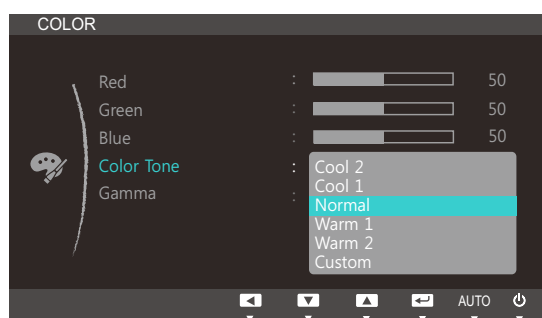 COLOR
Red : 50
Green : 50
Blue : 50
Color Tone :
Cool 2
Cool 1
Normal
Warm 1
Warm 2
Custom
Gamma :
AUTO